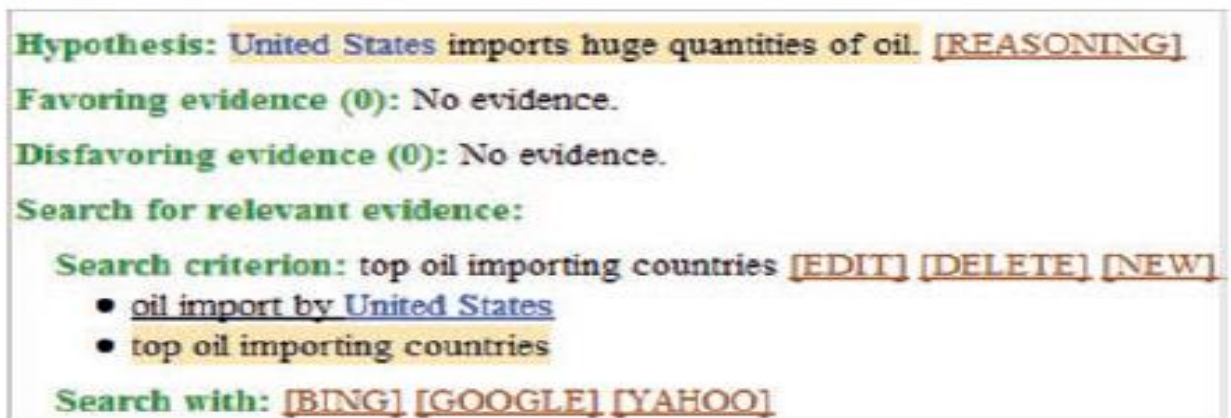 Hypothesis: United States imports huge quantities of oil. [REASONING]
Favoring evidence (0): No evidence.
Disfavoring evidence (0): No evidence.
Search for relevant evidence:
Search criterion: top oil importing countries [EDIT] [DELETE] [NEW]
• oil import by United States
• top oil importing countries
Search with: [BING] [GOOGLE] [YAHOO]